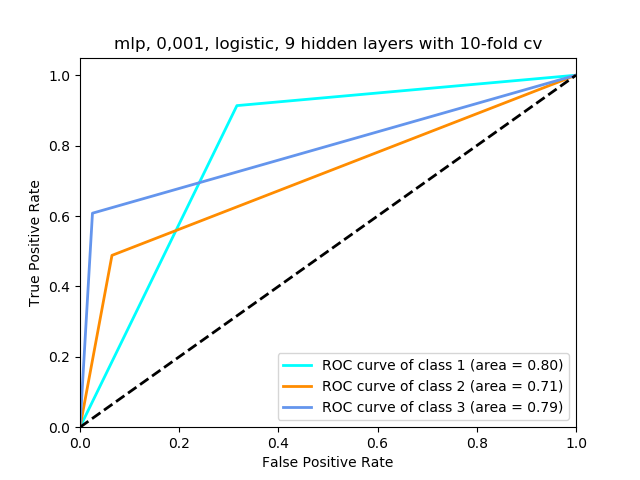 mlp, 0,001, logistic, 9 hidden layers with 10-fold cv
1.0
0.8
0.6
0.4
0.2
0.0
True Positive Rate
ROC curve of class 1 (area = 0.80)
ROC curve of class 2 (area = 0.71)
ROC curve of class 3 (area = 0.79)
0.0 0.2 0.4 0.6 0.8 1.0
False Positive Rate